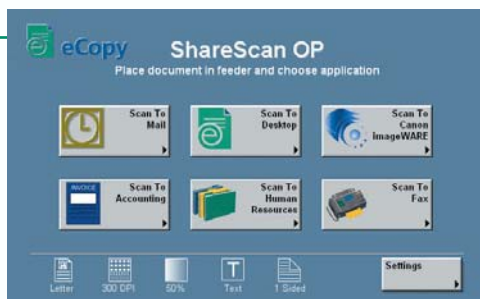 eCopy
ShareScan OP
Place document in feeder and choose application
Scan To
Mail
Scan To
Desktop
Scan To
Canon
imageWARE
INVOICE
Scan To
Accounting
Scan To
Human
Resources
Scan To
Fax
Letter
300 DPI
50%
T
Text
1 Sided
Settings